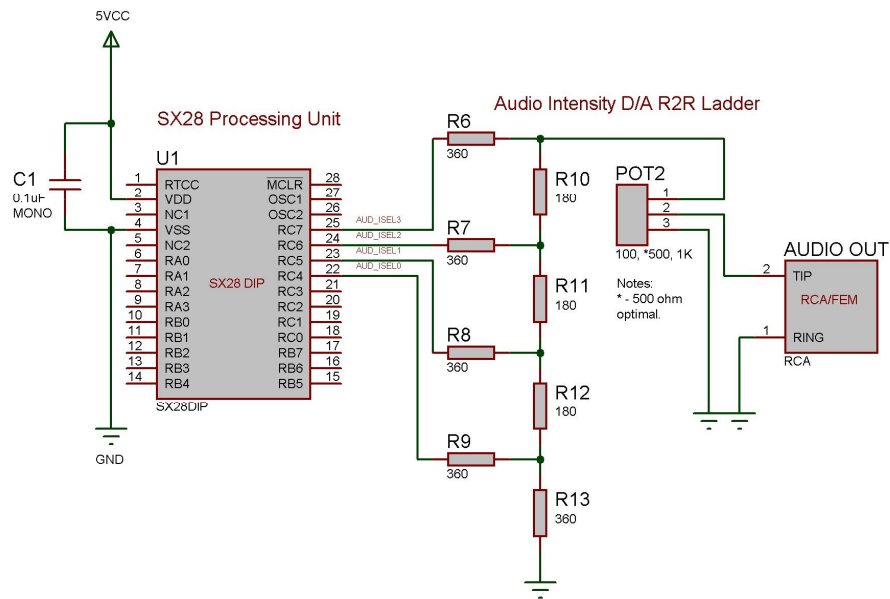 5VCC
SX28 Processing Unit
Audio Intensity D/A R2R Ladder
C1
0.1uF
MONO
U1
1 RTCC MCLR 28
2 VDD OSC1 27
3 NC1 OSC2 26
4 VSS RC7 25
5 NC2 RC6 24
6 RA0 RC5 23
7 RA1 RC4 22
8 RA2 RC3 21
9 RA3 RC2 20
10 RB0 RC1 19
11 RB1 RC0 18
12 RB2 RB7 17
13 RB3 RB6 16
14 RB4 RB5 15
SX28 DIP
SX28DIP
GND
AUD_ISEL3
AUD_ISEL2
AUD_ISEL1
AUD_ISEL0
R6
360
R7
360
R8
360
R9
360
R10
180
R11
180
R12
180
R13
360
POT2
1
2
3
100, *500, 1K
Notes:
* - 500 ohm
optimal.
AUDIO OUT
2 TIP
RCA/FEM
1 RING
RCA